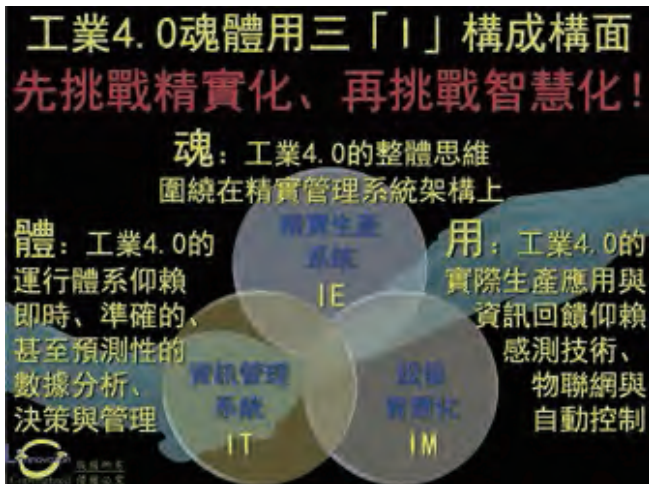 工業4.0魂體用三「I」構成構面
先挑戰精實化、再挑戰智慧化!
魂:工業4.0的整體思維
圍繞在精實管理系統架構上
體:工業4.0的
運行體系仰賴
即時、準確的、
甚至預測性的
數據分析、
決策與管理
精實生產
系統
IE
用:工業4.0的
實際生產應用與
資訊回饋仰賴
感測技術、
物聯網與
自動控制
資訊管理
系統
IT
IM
版權所有